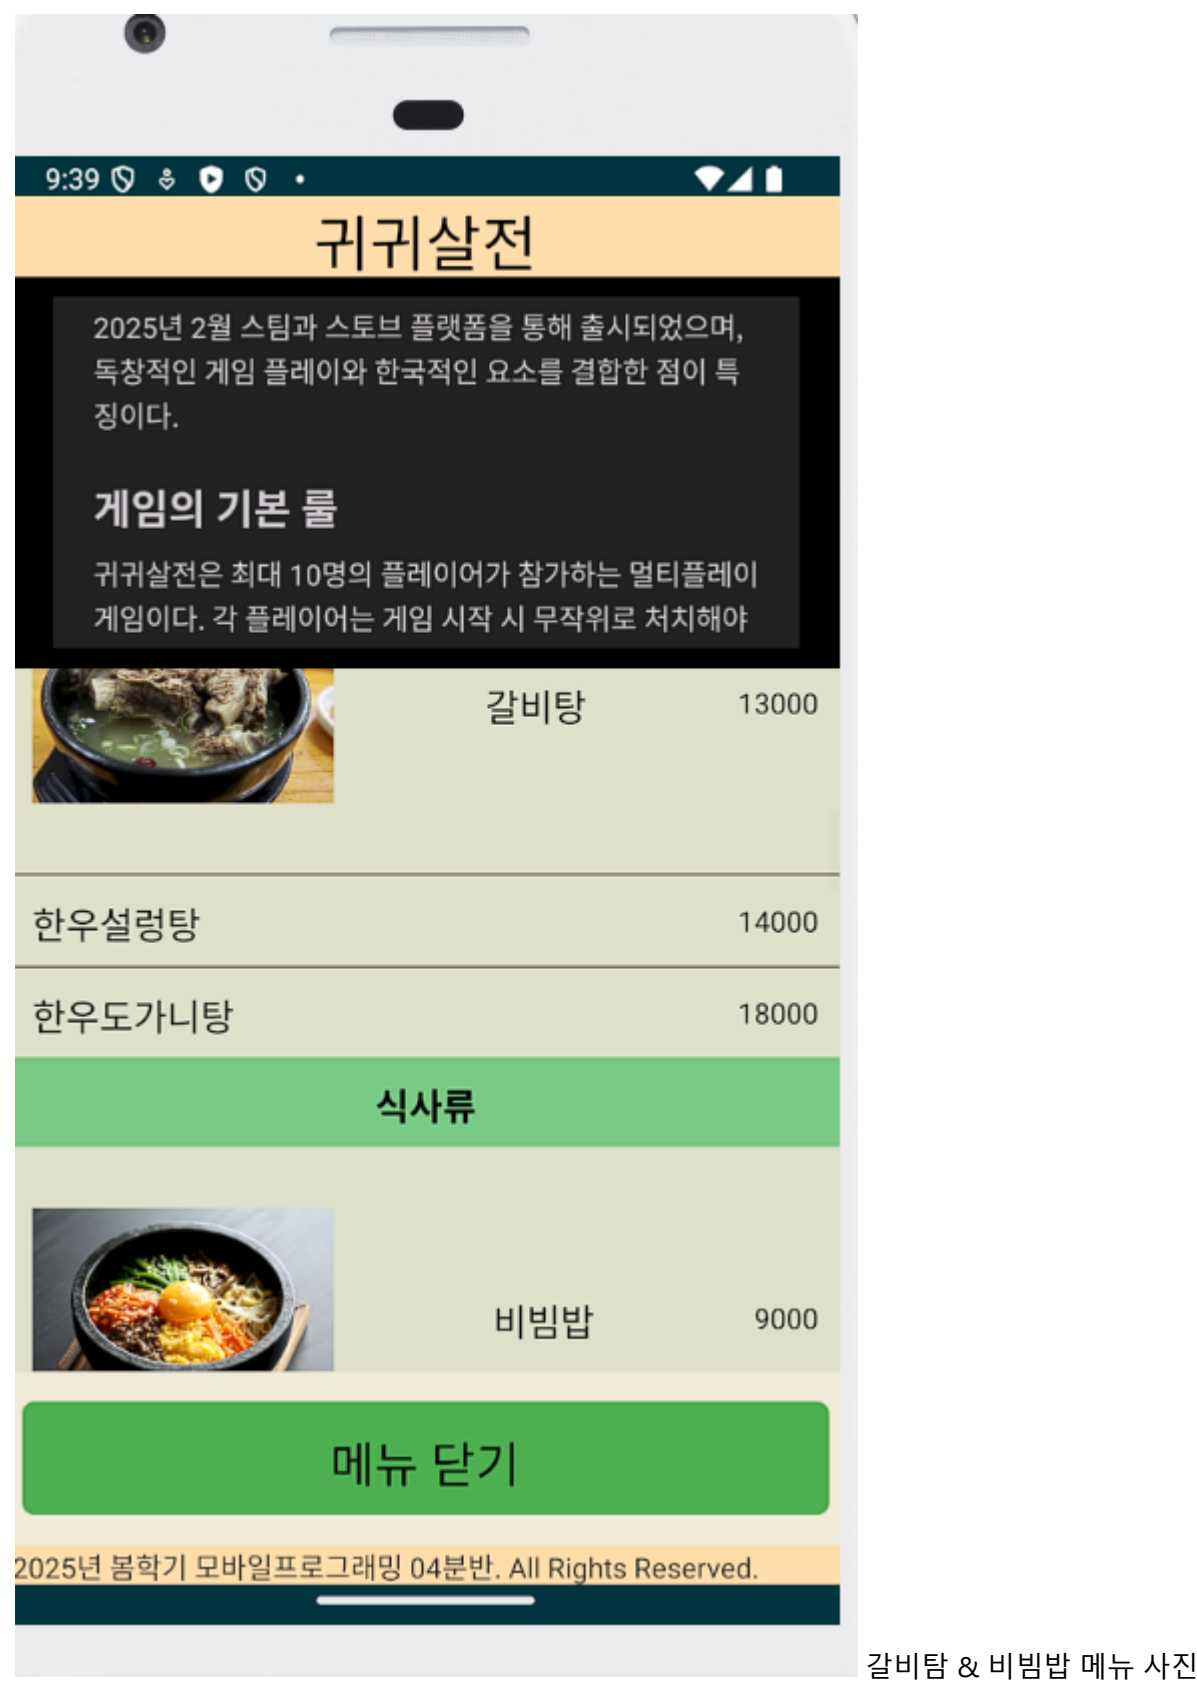 9:39
귀귀살전
2025년 2월 스팀과 스토브 플랫폼을 통해 출시되었으며,
독창적인 게임 플레이와 한국적인 요소를 결합한 점이 특
징이다.
게임의 기본 룰
귀귀살전은 최대 10명의 플레이어가 참가하는 멀티플레이
게임이다. 각 플레이어는 게임 시작 시 무작위로 처치해야
갈비탕 13000
한우설렁탕 14000
한우도가니탕 18000
식사류
비빔밥 9000
메뉴 닫기
2025년 봄학기 모바일프로그래밍 04분반. All Rights Reserved.
갈비탐 & 비빔밥 메뉴 사진